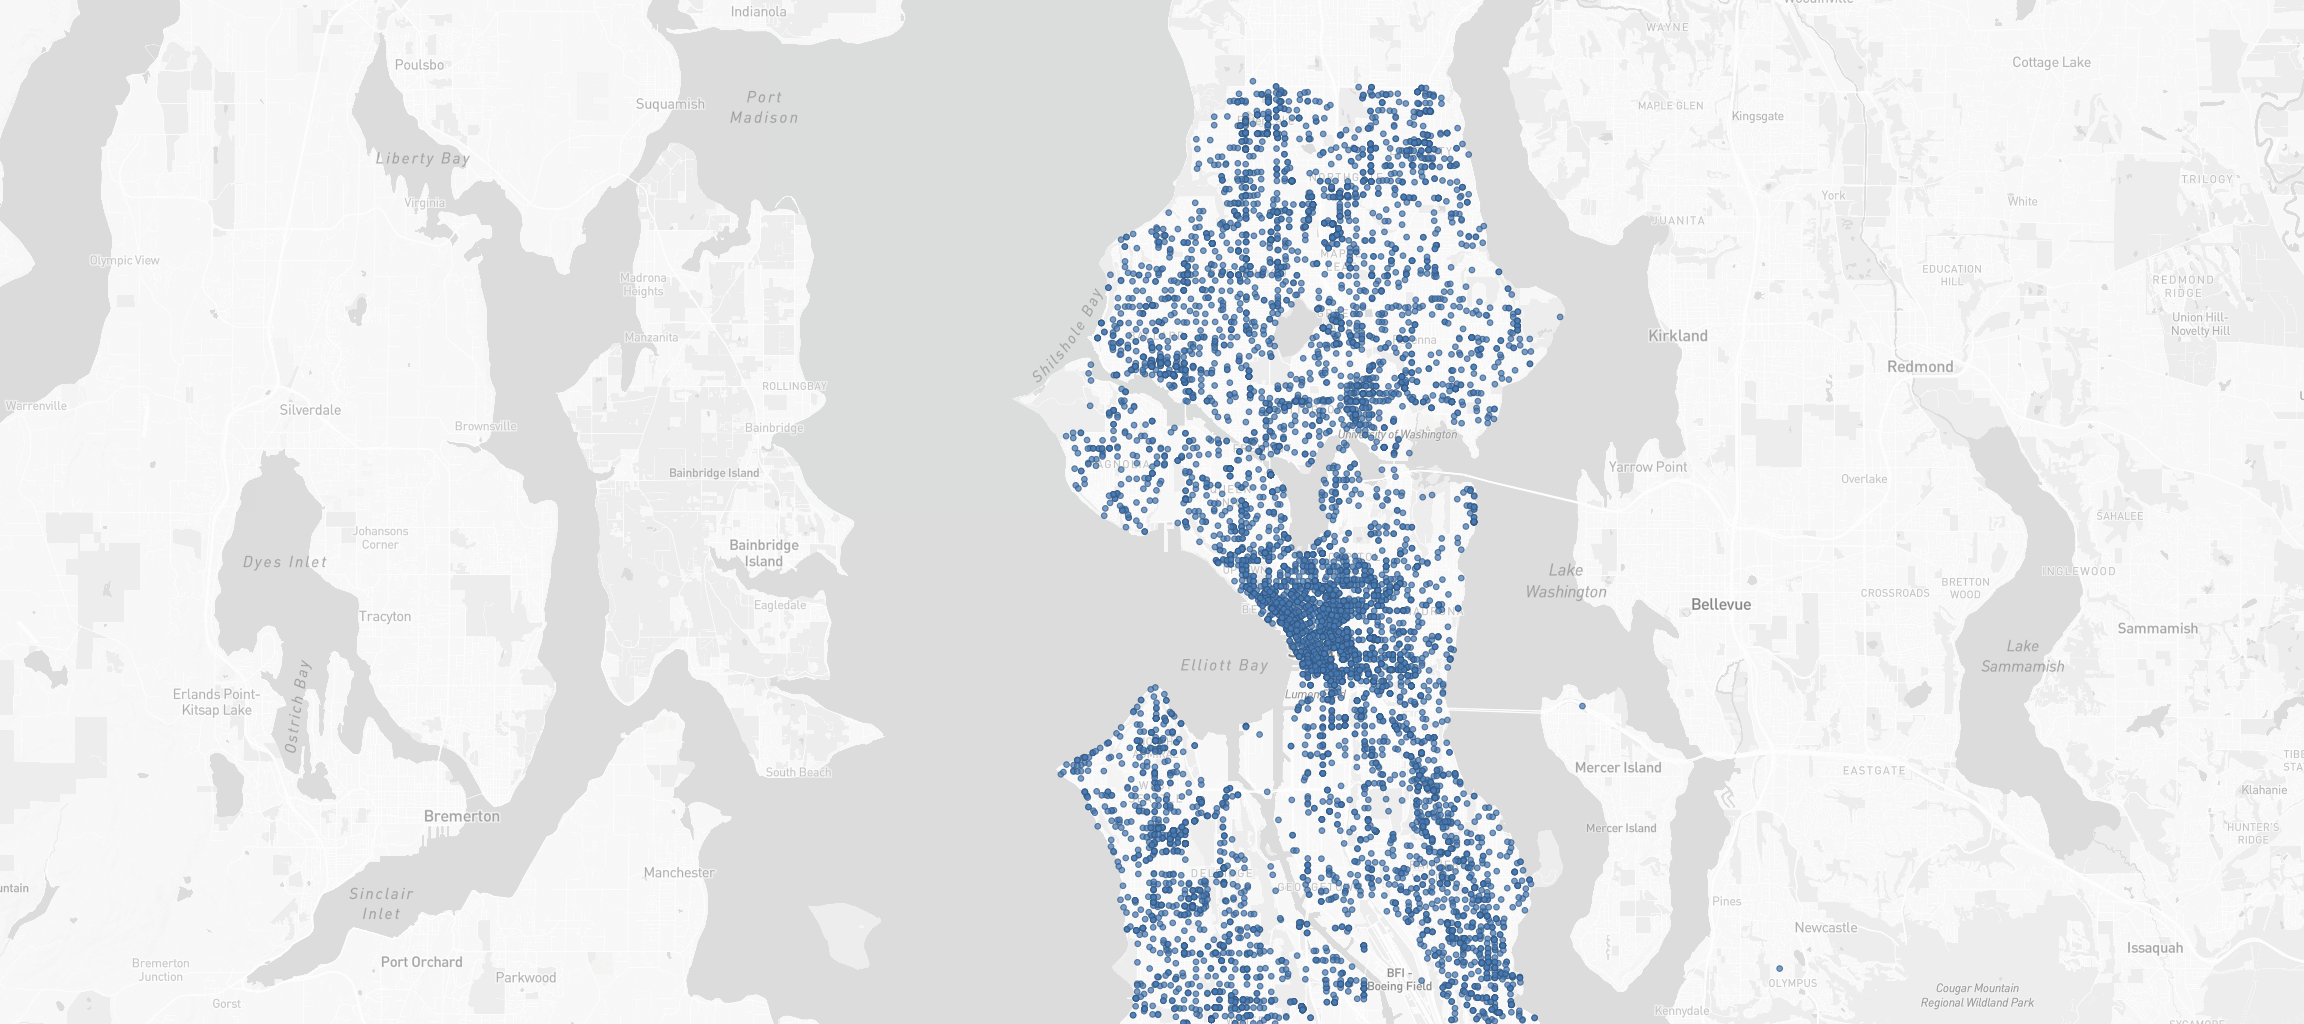 Indianola
WAYNE
Cottage Lake
Poulsbo
Suquamish
Port
Madison
MAPLE GLEN
Kingsgate
Liberty Bay
Virginia
TRILOGY
York
White
JUANITA
Olympic View
Madrona
Heights
EDUCATION
HILL
REDMOND
RIDGE
Union Hill-
Novelty Hill
Shilshole Bay
Manzanita
Kirkland
Redmond
ROLLINGBAY
Warrenville
Silverdale
Brownsville
Bainbridge
University of Washington
Bainbridge Island
Yarrow Point
Overlake
SAHALEE
Johansons
Corner
Bainbridge
Island
Dyes Inlet
Lake
Washington
INGLEWOOD
BRETTON
WOOD
CROSSROADS
Bellevue
Eagledale
Tracyton
Sammamish
Elliott Bay
Lake
Sammamish
Erlands Point-
Kitsap Lake
Ostrich Bay
South Beach
Mercer Island
EASTGATE
Klahanie
Bremerton
Mercer Island
HUNTER'S
RIDGE
Manchester
Sinclair
Inlet
Pines
Newcastle
Issaquah
Bremerton
Junction
Port Orchard
Parkwood
BFI -
Boeing Field
OLYMPUS
Cougar Mountain
Regional Wildland Park
Gorst
Kennydale